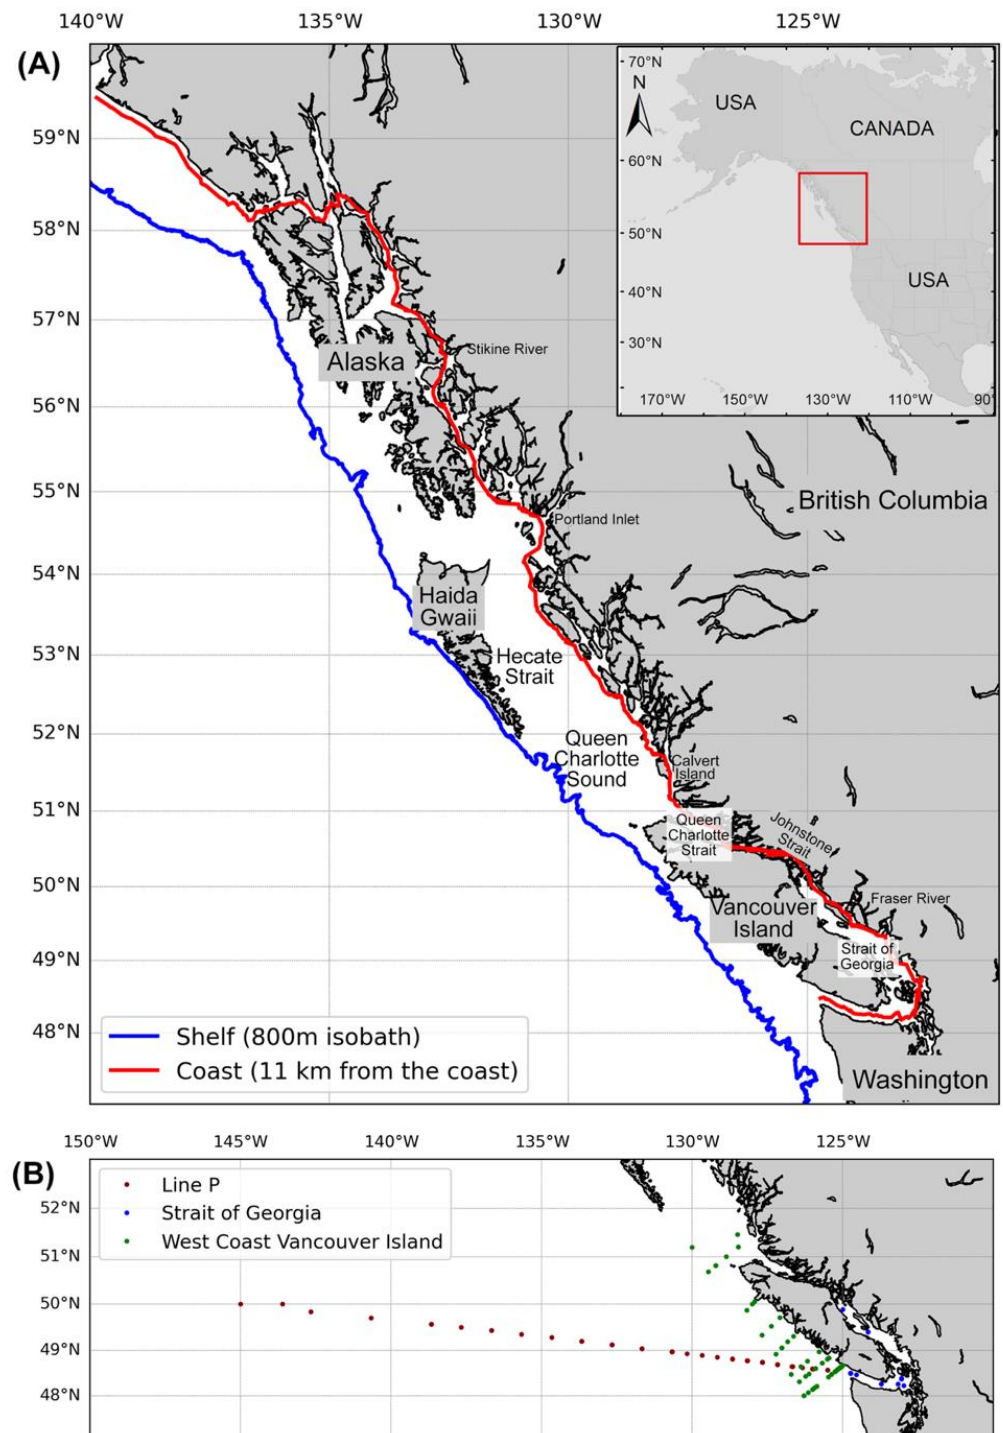 140°W 135°W 130°W 125°W
(A)
59°N
58°N
57°N
56°N
55°N
54°N
53°N
52°N
51°N
50°N
49°N
48°N
70°N
60°N
50°N
40°N
30°N
170°W 150°W 130°W 110°W 90°
N
USA
CANADA
USA
Stikine River
Alaska
British Columbia
Portland Inlet
Haida
Gwaii
Hecate
Strait
Queen
Charlotte
Sound
Calvert
Island
Queen
Charlotte
Strait
Johnstone
Strait
Fraser River
Vancouver
Island
Strait of
Georgia
Washington
Shelf (800m isobath)
Coast (11 km from the coast)
150°W 145°W 140°W 135°W 130°W 125°W
(B)
52°N
51°N
50°N
49°N
48°N
Line P
Strait of Georgia
West Coast Vancouver Island